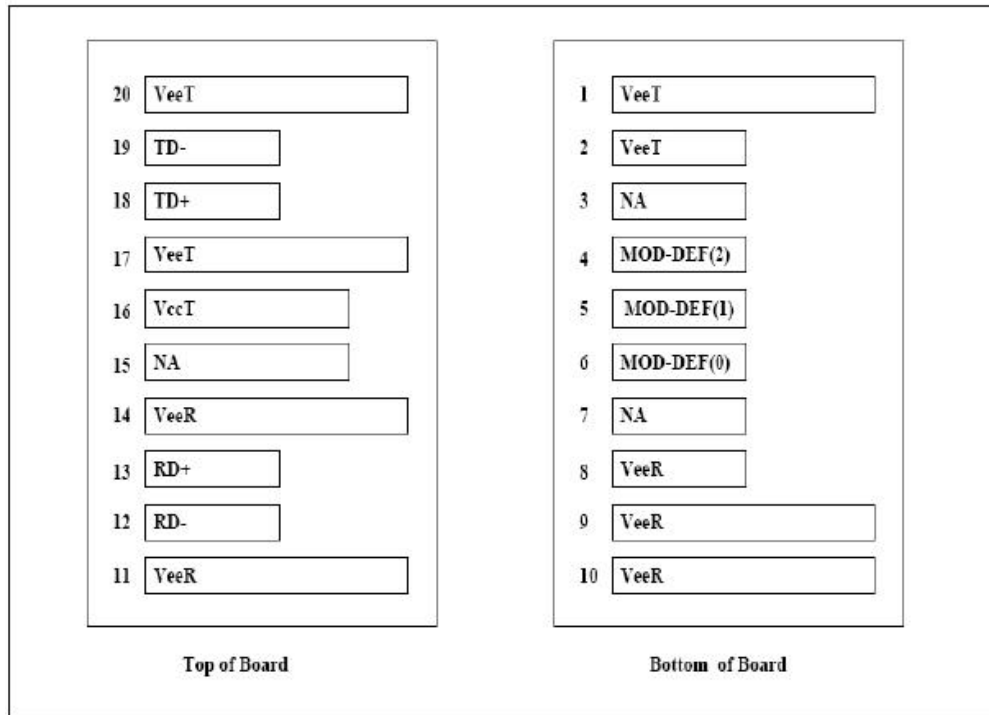 20 VeeT
19 TD-
18 TD+
17 VeeT
16 VccT
15 NA
14 VeeR
13 RD+
12 RD-
11 VeeR
Top of Board
1 VeeT
2 VeeT
3 NA
4 MOD-DEF(2)
5 MOD-DEF(1)
6 MOD-DEF(0)
7 NA
8 VeeR
9 VeeR
10 VeeR
Bottom of Board